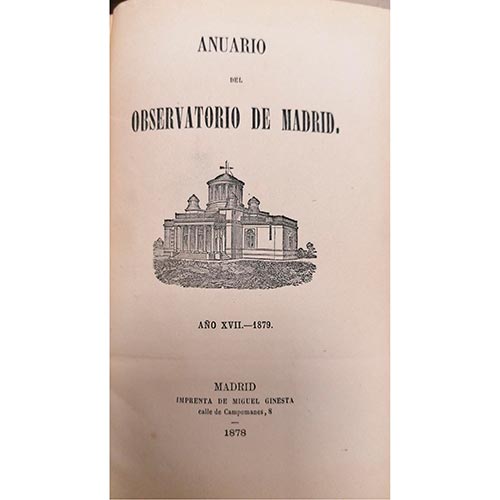 ANUARIO
DEL
OBSERVATORIO DE MADRID.
AÑO XVII.—1879.
MADRID
IMPRENTA DE MIGUEL GINESTA
calle de Campomanes, 8
1878